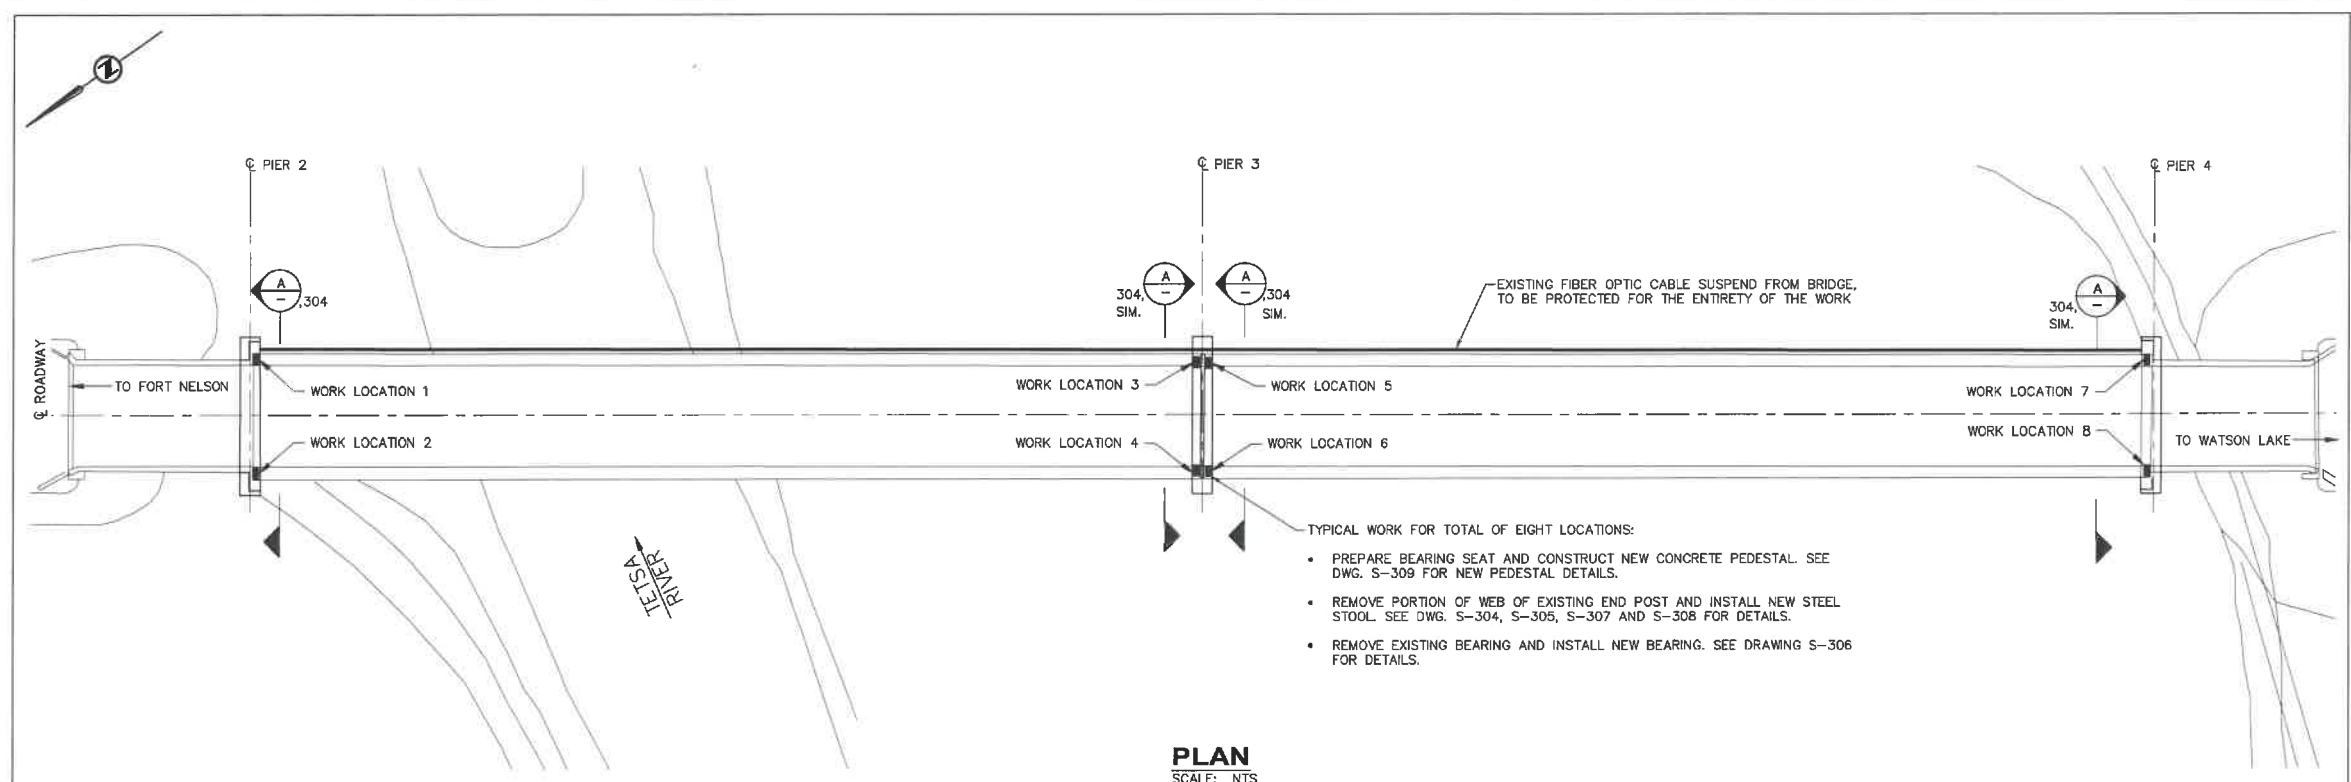 ℄ PIER 2
℄ PIER 3
℄ PIER 4
A
–
,304
A
–
304,
SIM.
A
–
,304
SIM.
A
–
304,
SIM.
EXISTING FIBER OPTIC CABLE SUSPEND FROM BRIDGE,
TO BE PROTECTED FOR THE ENTIRETY OF THE WORK
℄ ROADWAY
TO FORT NELSON
WORK LOCATION 1
WORK LOCATION 2
WORK LOCATION 3
WORK LOCATION 4
WORK LOCATION 5
WORK LOCATION 6
WORK LOCATION 7
WORK LOCATION 8
TO WATSON LAKE
TETSA
RIVER
TYPICAL WORK FOR TOTAL OF EIGHT LOCATIONS:
• PREPARE BEARING SEAT AND CONSTRUCT NEW CONCRETE PEDESTAL. SEE
DWG. S-309 FOR NEW PEDESTAL DETAILS.
• REMOVE PORTION OF WEB OF EXISTING END POST AND INSTALL NEW STEEL
STOOL. SEE DWG. S-304, S-305, S-307 AND S-308 FOR DETAILS.
• REMOVE EXISTING BEARING AND INSTALL NEW BEARING. SEE DRAWING S-306
FOR DETAILS.
PLAN
SCALE: NTS